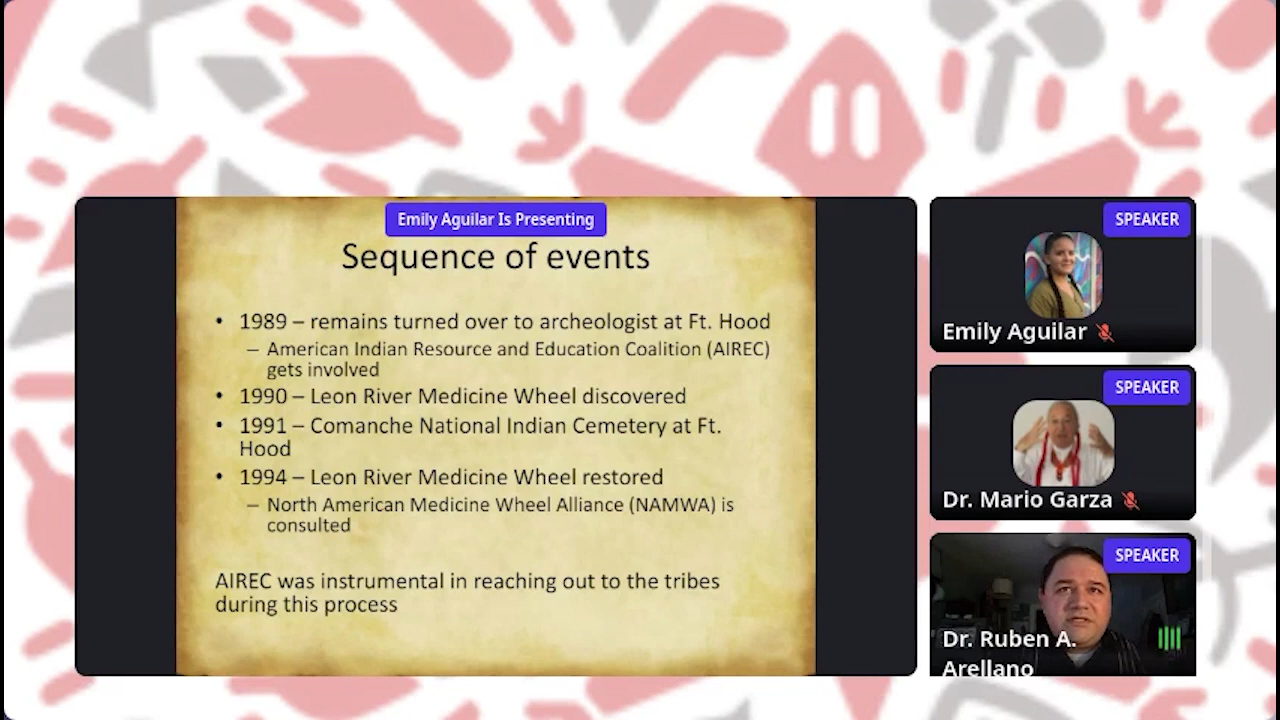 Emily Aguilar Is Presenting
Sequence of events
• 1989 – remains turned over to archeologist at Ft. Hood
– American Indian Resource and Education Coalition (AIREC)
gets involved
• 1990 – Leon River Medicine Wheel discovered
• 1991 – Comanche National Indian Cemetery at Ft.
Hood
• 1994 – Leon River Medicine Wheel restored
– North American Medicine Wheel Alliance (NAMWA) is
consulted
AIREC was instrumental in reaching out to the tribes
during this process
SPEAKER
Emily Aguilar
SPEAKER
Dr. Mario Garza
SPEAKER
Dr. Ruben A.
Arellano